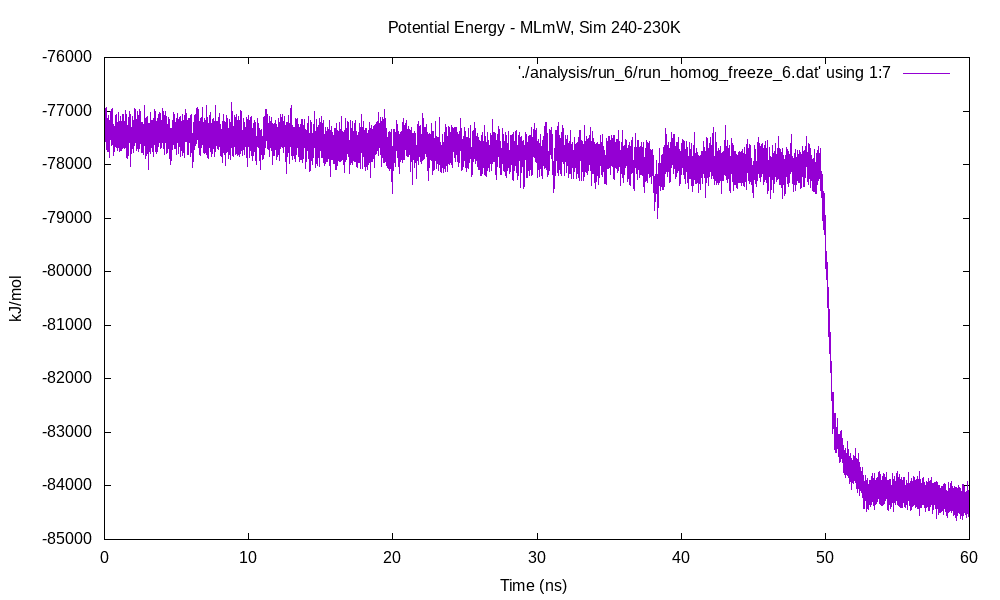 Potential Energy - MLmW, Sim 240-230K
'./analysis/run_6/run_homog_freeze_6.dat' using 1:7
-76000
-77000
-78000
-79000
-80000
-81000
-82000
-83000
-84000
-85000
kJ/mol
0 10 20 30 40 50 60
Time (ns)